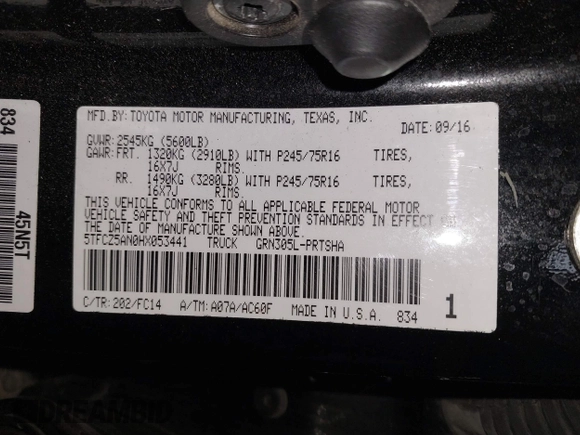 MFD.BY: TOYOTA MOTOR MANUFACTURING, TEXAS, INC.
DATE: 09/16
GVWR: 2545KG (5600LB)
GAWR: FRT. 1320KG (2910LB) WITH P245/75R16 TIRES,
16X7J RIMS.
RR. 1490KG (3280LB) WITH P245/75R16 TIRES,
16X7J RIMS.
THIS VEHICLE CONFORMS TO ALL APPLICABLE FEDERAL MOTOR
VEHICLE SAFETY AND THEFT PREVENTION STANDARDS IN EFFECT ON
THE DATE OF MANUFACTURE SHOWN ABOVE.
5TFCZ5AN0HX053441 TRUCK GRN305L-PRTSHA
C/TR: 202/FC14 A/TM: A07A/AC60F MADE IN U.S.A. 834
1
834
45N5T
DREAMBID